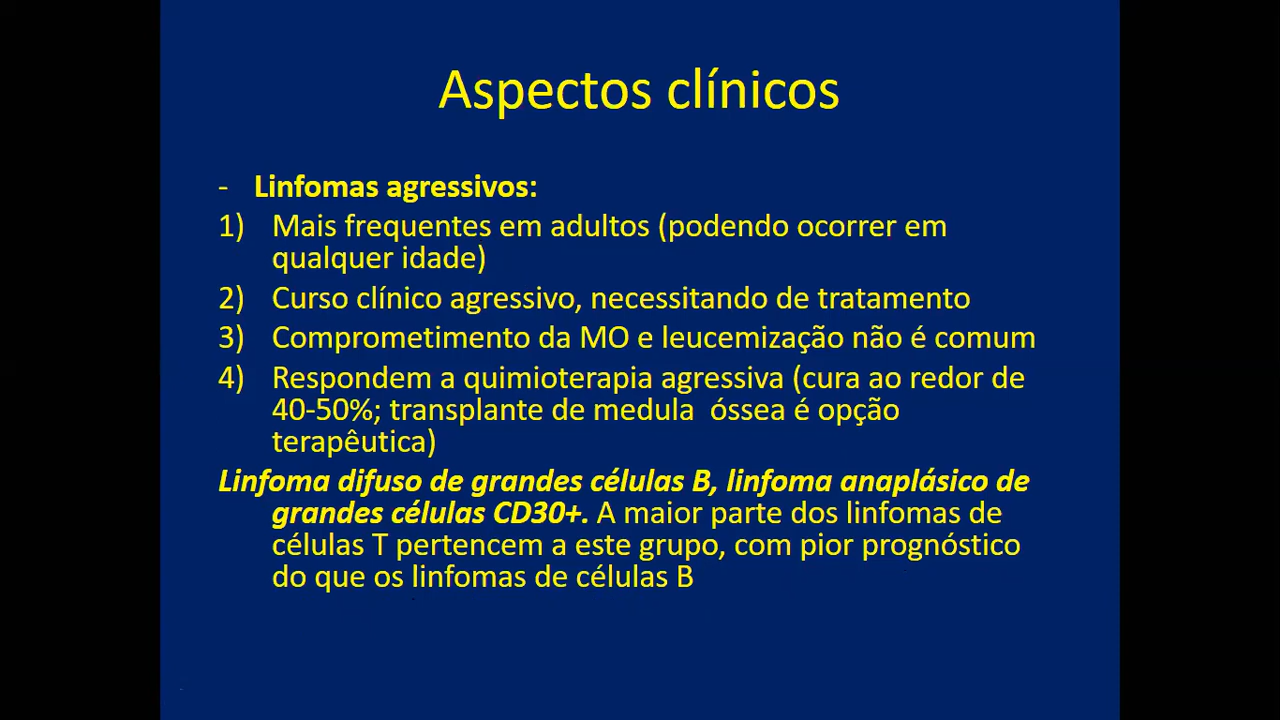 Aspectos clínicos
- Linfomas agressivos:
1) Mais frequentes em adultos (podendo ocorrer em
qualquer idade)
2) Curso clínico agressivo, necessitando de tratamento
3) Comprometimento da MO e leucemização não é comum
4) Respondem a quimioterapia agressiva (cura ao redor de
40-50%; transplante de medula óssea é opção
terapêutica)
Linfoma difuso de grandes células B, linfoma anaplásico de
grandes células CD30+. A maior parte dos linfomas de
células T pertencem a este grupo, com pior prognóstico
do que os linfomas de células B